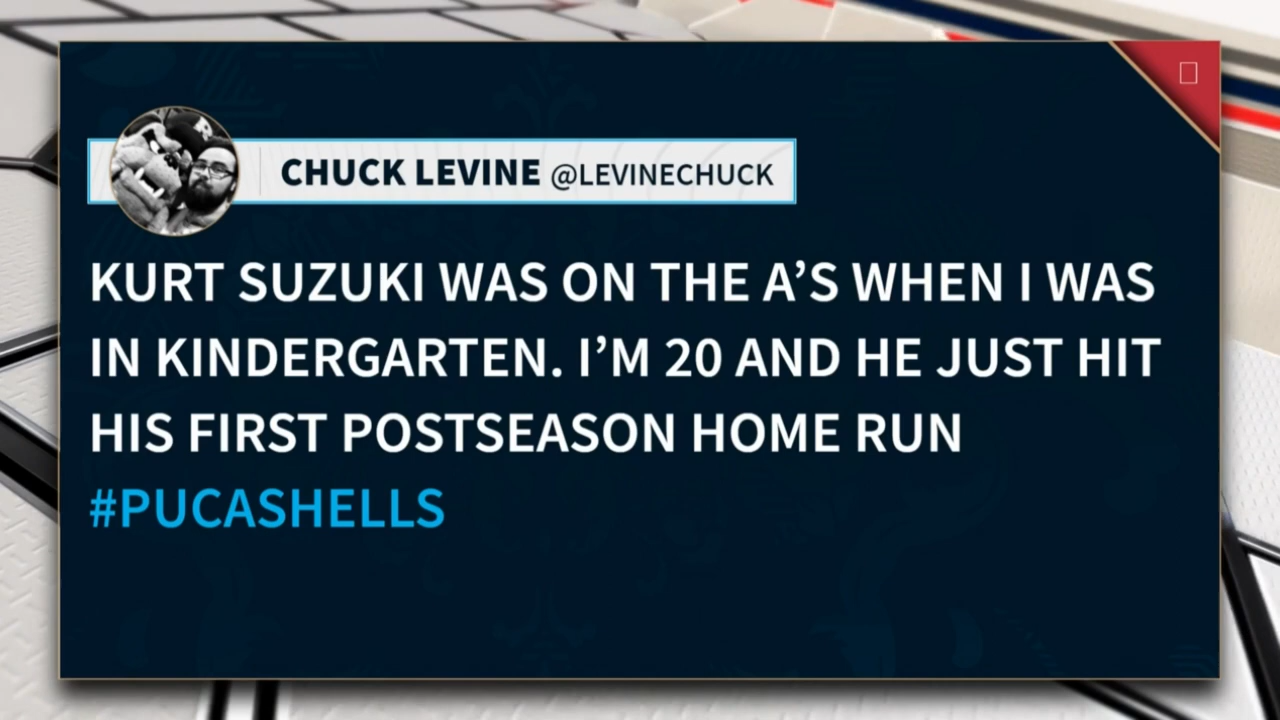 CHUCK LEVINE @LEVINECHUCK
KURT SUZUKI WAS ON THE A’S WHEN I WAS
IN KINDERGARTEN. I’M 20 AND HE JUST HIT
HIS FIRST POSTSEASON HOME RUN
#PUCASHELLS